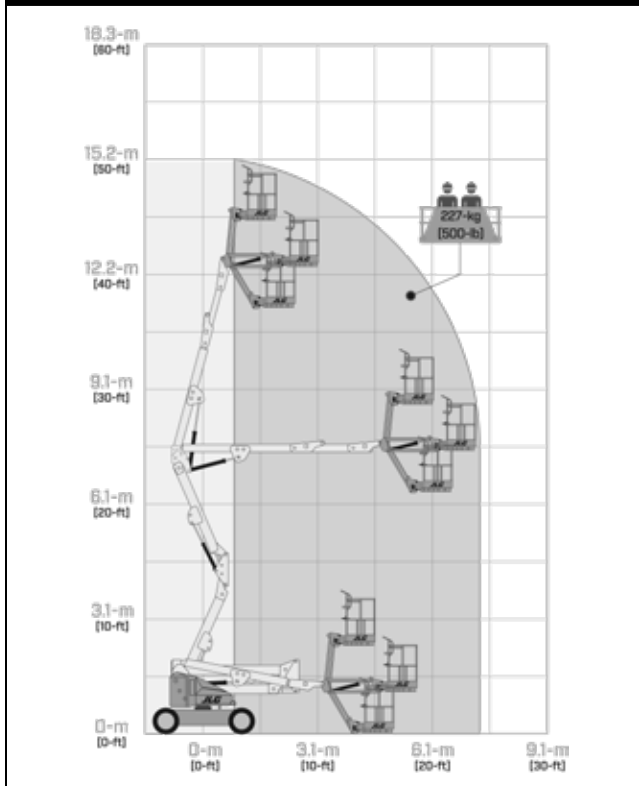 18.3-m
[60-ft]
15.2-m
[50-ft]
227-kg
[500-lb]
12.2-m
[40-ft]
9.1-m
[30-ft]
6.1-m
[20-ft]
3.1-m
[10-ft]
JLG
0-m
[0-ft]
0-m
[0-ft]
3.1-m
[10-ft]
6.1-m
[20-ft]
9.1-m
[30-ft]